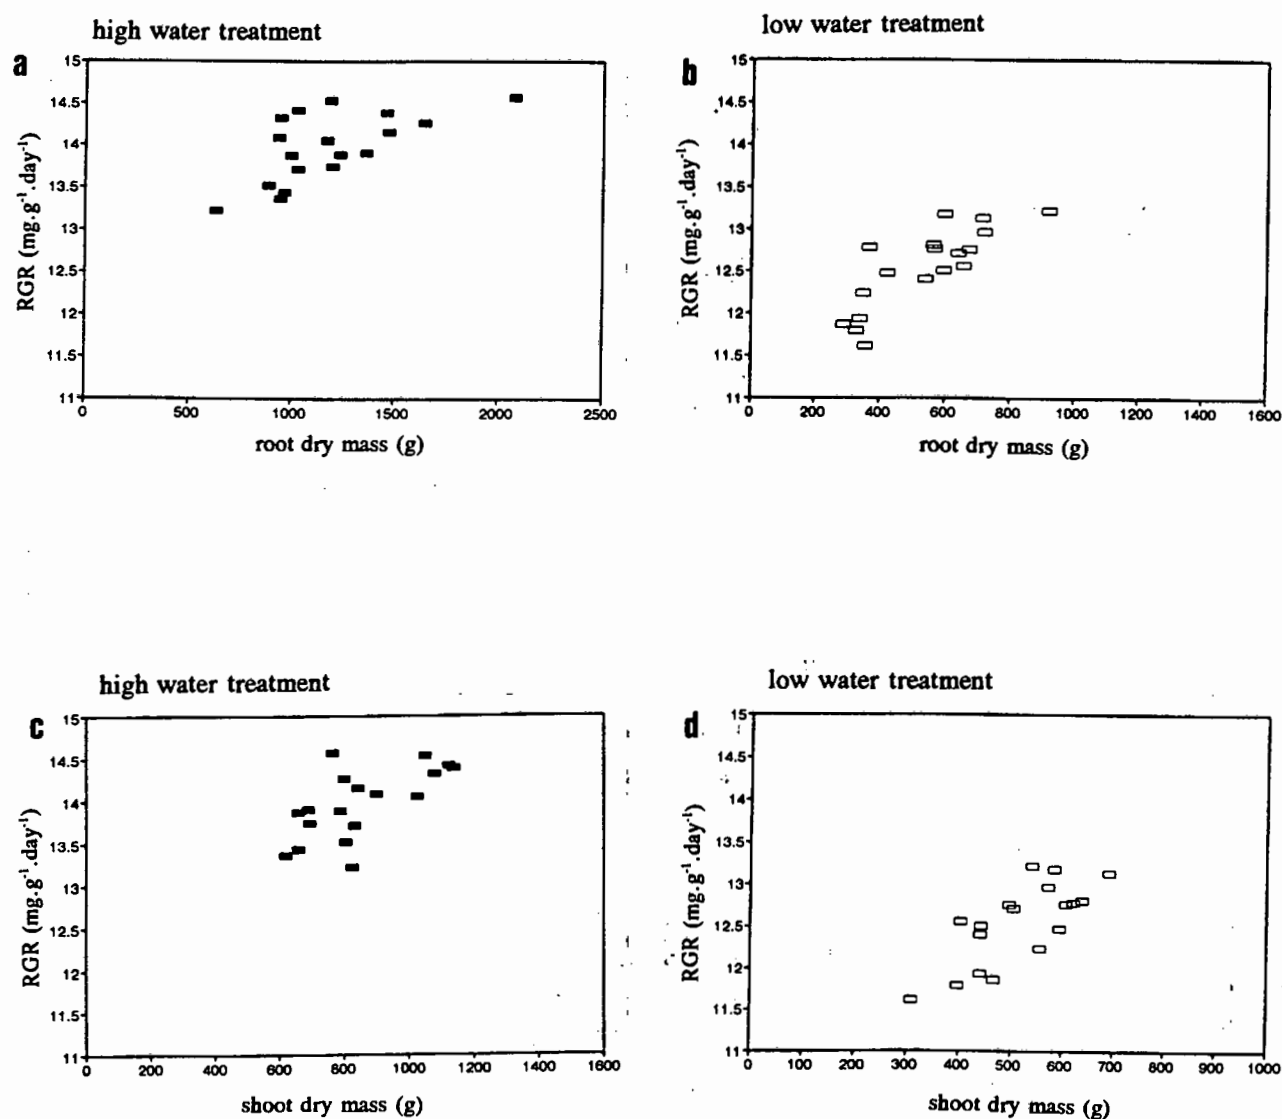 high water treatment
a
15
14.5
14
13.5
13
12.5
12
11.5
11
RGR (mg.g⁻¹.day⁻¹)
0 500 1000 1500 2000 2500
root dry mass (g)
low water treatment
b
15
14.5
14
13.5
13
12.5
12
11.5
11
RGR (mg.g⁻¹.day⁻¹)
0 200 400 600 800 1000 1200 1400 1600
root dry mass (g)
high water treatment
c
15
14.5
14
13.5
13
12.5
12
11.5
11
RGR (mg.g⁻¹.day⁻¹)
0 200 400 600 800 1000 1200 1400 1600
shoot dry mass (g)
low water treatment
d
15
14.5
14
13.5
13
12.5
12
11.5
11
RGR (mg.g⁻¹.day⁻¹)
0 100 200 300 400 500 600 700 800 900 1000
shoot dry mass (g)